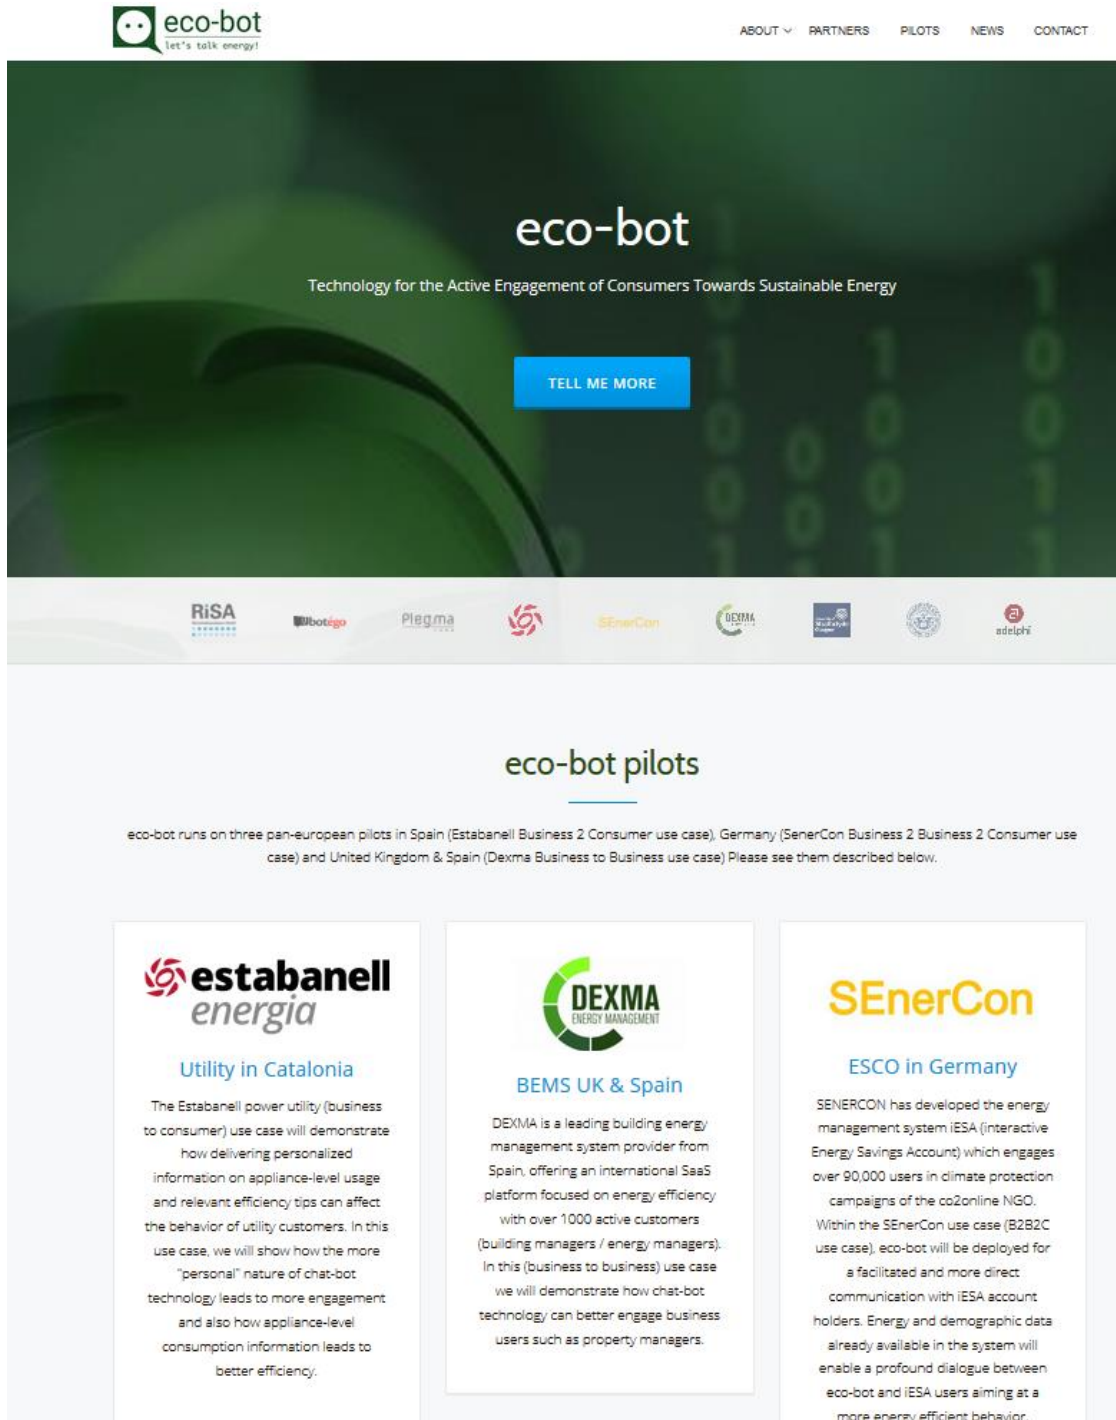 eco-bot
let's talk energy!
ABOUT PARTNERS PILOTS NEWS CONTACT
eco-bot
Technology for the Active Engagement of Consumers Towards Sustainable Energy
TELL ME MORE
RiSA
botégo
Plegma
SEnerCon
DEXMA
adelphi
eco-bot pilots
eco-bot runs on three pan-european pilots in Spain (Estabanell Business 2 Consumer use case), Germany (SenerCon Business 2 Business 2 Consumer use
case) and United Kingdom & Spain (Dexma Business to Business use case) Please see them described below.
estabanell
energia
Utility in Catalonia
The Estabanell power utility (business
to consumer) use case will demonstrate
how delivering personalized
information on appliance-level usage
and relevant efficiency tips can affect
the behavior of utility customers. In this
use case, we will show how the more
"personal" nature of chat-bot
technology leads to more engagement
and also how appliance-level
consumption information leads to
better efficiency.
DEXMA
ENERGY MANAGEMENT
BEMS UK & Spain
DEXMA is a leading building energy
management system provider from
Spain, offering an international SaaS
platform focused on energy efficiency
with over 1000 active customers
(building managers / energy managers).
In this (business to business) use case
we will demonstrate how chat-bot
technology can better engage business
users such as property managers.
SEnerCon
ESCO in Germany
SENERCON has developed the energy
management system iESA (interactive
Energy Savings Account) which engages
over 90,000 users in climate protection
campaigns of the co2online NGO.
Within the SEnerCon use case (B2B2C
use case), eco-bot will be deployed for
a facilitated and more direct
communication with iESA account
holders. Energy and demographic data
already available in the system will
enable a profound dialogue between
eco-bot and iESA users aiming at a
more energy efficient behavior.